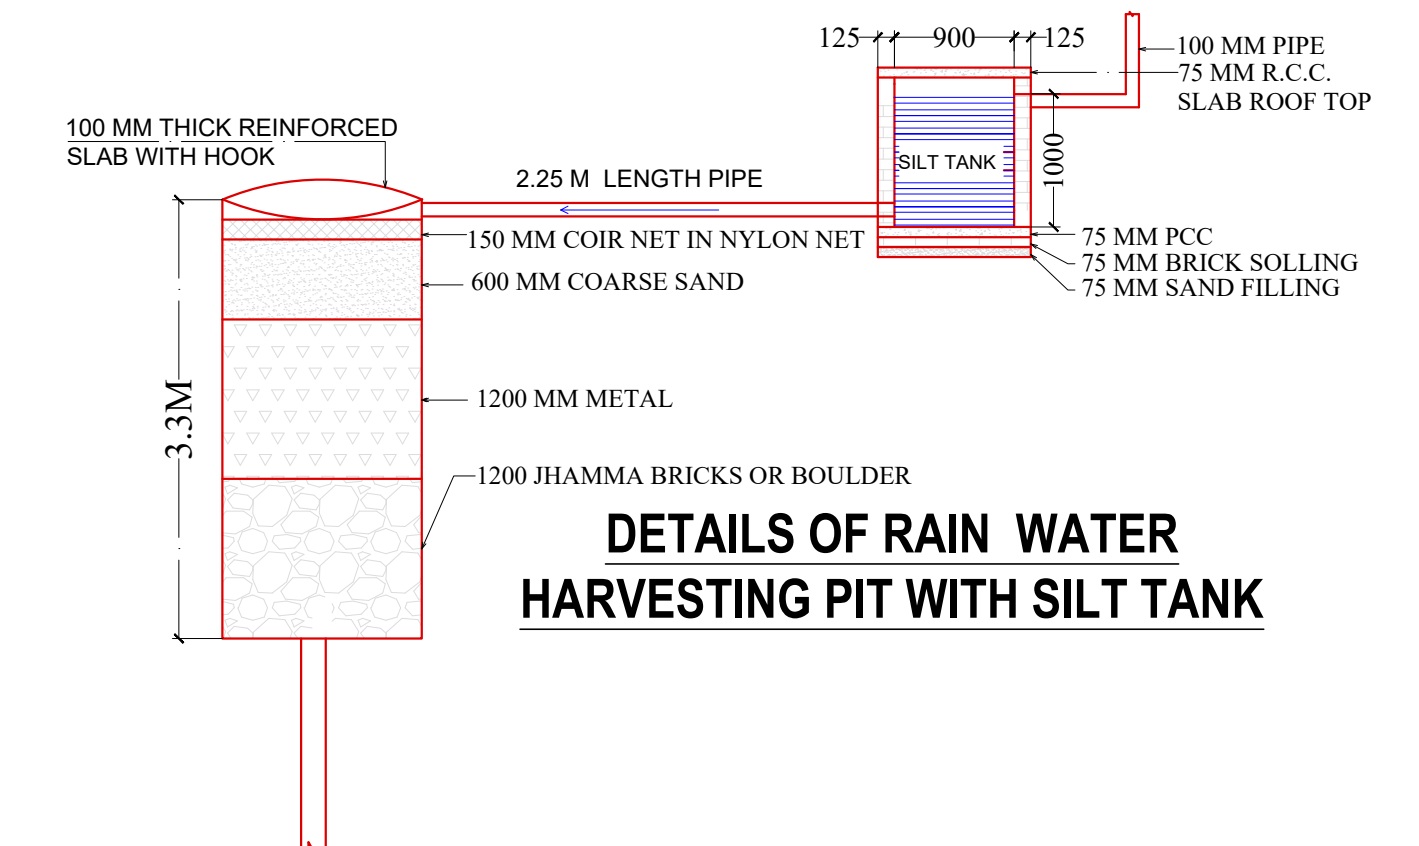 125 900 125
100 MM PIPE
75 MM R.C.C.
SLAB ROOF TOP
100 MM THICK REINFORCED
SLAB WITH HOOK
SILT TANK
1000
2.25 M LENGTH PIPE
150 MM COIR NET IN NYLON NET
75 MM PCC
75 MM BRICK SOLLING
75 MM SAND FILLING
600 MM COARSE SAND
3.3M
1200 MM METAL
1200 JHAMMA BRICKS OR BOULDER
DETAILS OF RAIN WATER
HARVESTING PIT WITH SILT TANK